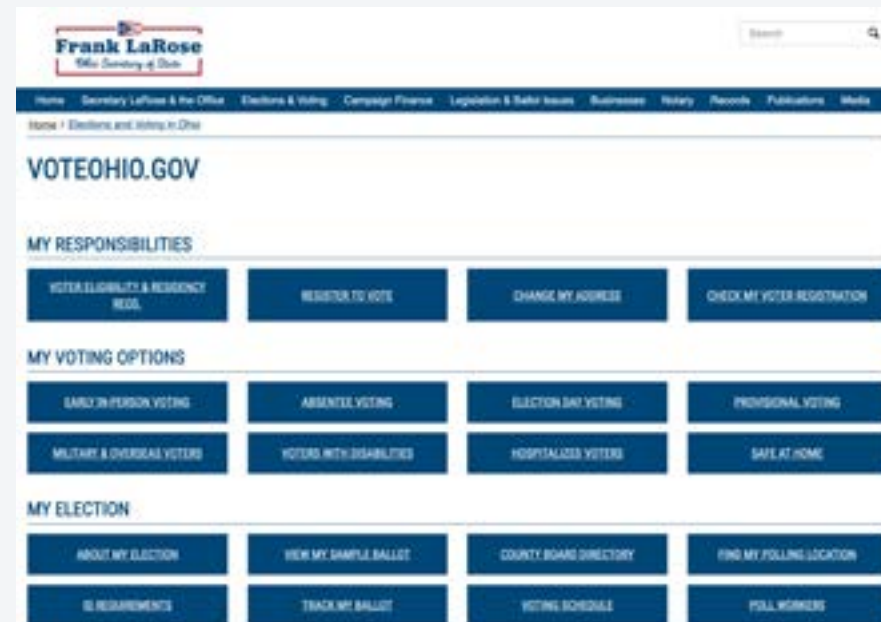 Frank LaRose
Ohio Secretary of State
Search
Home Secretary LaRose & the Office Elections & Voting Campaign Finance Legislation & Ballot Issues Businesses Notary Records Publications Media
Home › Elections and Voting in Ohio
VOTEOHIO.GOV
MY RESPONSIBILITIES
VOTER ELIGIBILITY & RESIDENCY
REQS.
REGISTER TO VOTE
CHANGE MY ADDRESS
CHECK MY VOTER REGISTRATION
MY VOTING OPTIONS
EARLY IN-PERSON VOTING
ABSENTEE VOTING
ELECTION DAY VOTING
PROVISIONAL VOTING
MILITARY & OVERSEAS VOTERS
VOTERS WITH DISABILITIES
HOSPITALIZED VOTERS
SAFE AT HOME
MY ELECTION
ABOUT MY ELECTION
VIEW MY SAMPLE BALLOT
COUNTY BOARD DIRECTORY
FIND MY POLLING LOCATION
ID REQUIREMENTS
TRACK MY BALLOT
VOTING SCHEDULE
POLL WORKERS